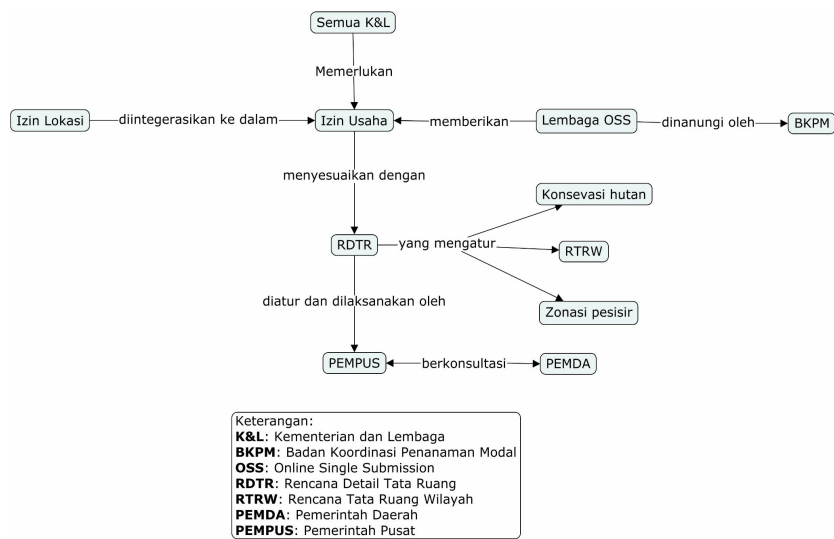 Semua K&L
Memerlukan
Izin Lokasi
diintegerasikan ke dalam
Izin Usaha
memberikan
Lembaga OSS
dinanungi oleh
BKPM
menyesuaikan dengan
Konsevasi hutan
RDTR
yang mengatur
RTRW
diatur dan dilaksanakan oleh
Zonasi pesisir
PEMPUS
berkonsultasi
PEMDA
Keterangan:
K&L: Kementerian dan Lembaga
BKPM: Badan Koordinasi Penanaman Modal
OSS: Online Single Submission
RDTR: Rencana Detail Tata Ruang
RTRW: Rencana Tata Ruang Wilayah
PEMDA: Pemerintah Daerah
PEMPUS: Pemerintah Pusat